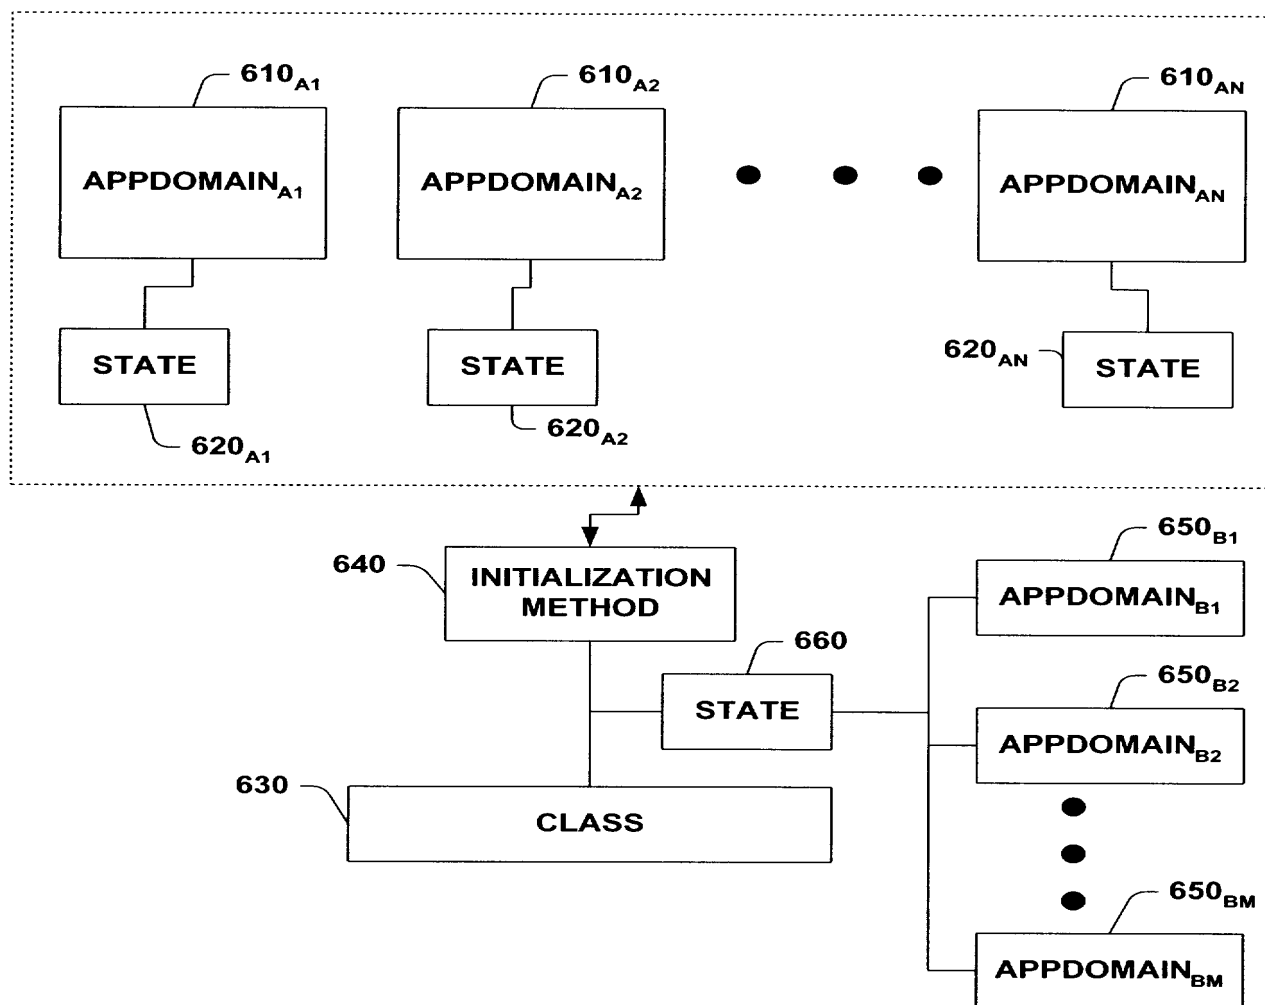 610A1
610A2
610AN
APPDOMAINA1
APPDOMAINA2
APPDOMAINAN
STATE
STATE
620AN
STATE
620A1
620A2
650B1
640
INITIALIZATION
METHOD
APPDOMAINB1
660
650B2
STATE
APPDOMAINB2
630
CLASS
650BM
APPDOMAINBM